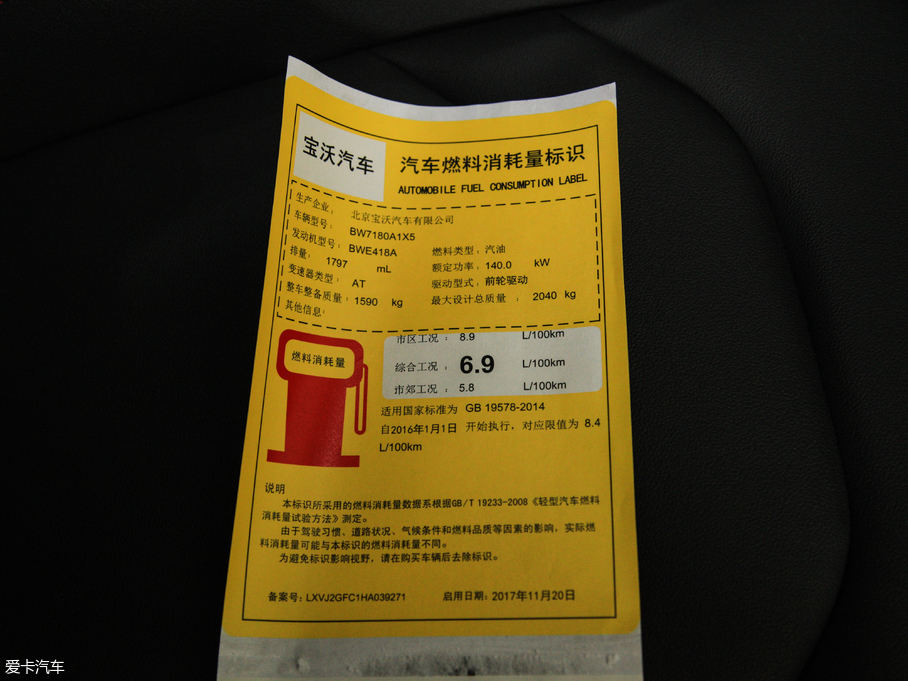 宝沃汽车
汽车燃料消耗量标识
AUTOMOBILE FUEL CONSUMPTION LABEL
生产企业: 北京宝沃汽车有限公司
车辆型号: BW7180A1X5
发动机型号: BWE418A 燃料类型: 汽油
排量: 1797 mL 额定功率: 140.0 kW
变速器类型: AT 驱动型式: 前轮驱动
整车整备质量: 1590 kg 最大设计总质量 : 2040 kg
其他信息:
燃料消耗量
市区工况 : 8.9 L/100km
综合工况 : 6.9 L/100km
市郊工况 : 5.8 L/100km
适用国家标准为 GB 19578-2014
自2016年1月1日 开始执行，对应限值为 8.4
L/100km
说明
本标识所采用的燃料消耗量数据系根据GB/T 19233-2008《轻型汽车燃料
消耗量试验方法》测定。
由于驾驶习惯、道路状况、气候条件和燃料品质等因素的影响，实际燃
料消耗量可能与本标识的燃料消耗量不同。
为避免标识影响视野，请在购买车辆后去除标识。
备案号: LXVJ2GFC1HA039271 启用日期: 2017年11月20日
爱卡汽车